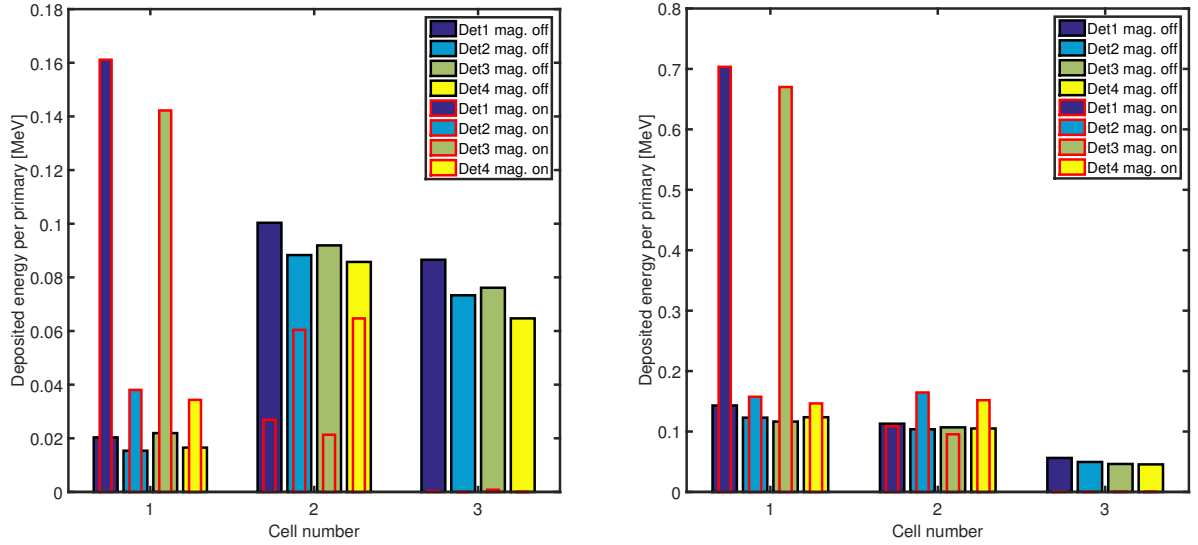 0.18
0.16
0.14
0.12
0.1
0.08
0.06
0.04
0.02
0
Deposited energy per primary [MeV]
1
2
3
Cell number
Det1 mag. off
Det2 mag. off
Det3 mag. off
Det4 mag. off
Det1 mag. on
Det2 mag. on
Det3 mag. on
Det4 mag. on
0.8
0.7
0.6
0.5
0.4
0.3
0.2
0.1
0
Deposited energy per primary [MeV]
1
2
3
Cell number
Det1 mag. off
Det2 mag. off
Det3 mag. off
Det4 mag. off
Det1 mag. on
Det2 mag. on
Det3 mag. on
Det4 mag. on